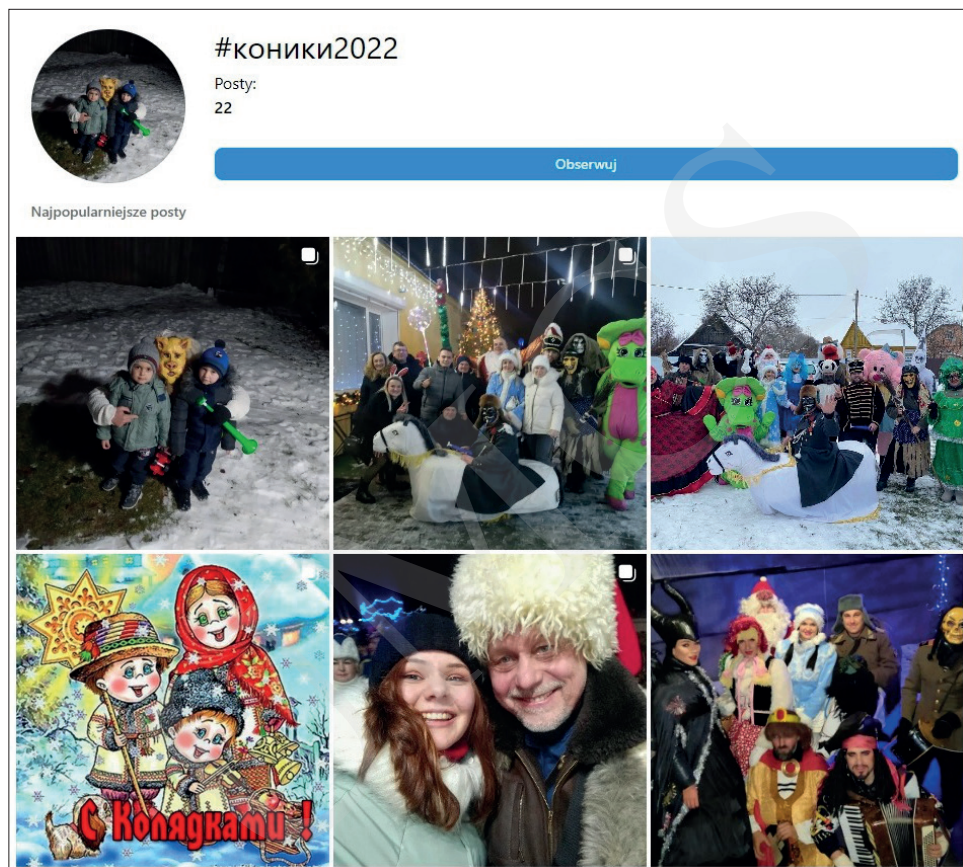 #коники2022
Posty:
22
Obserwuj
Najpopularniejsze posty
С Колядками !